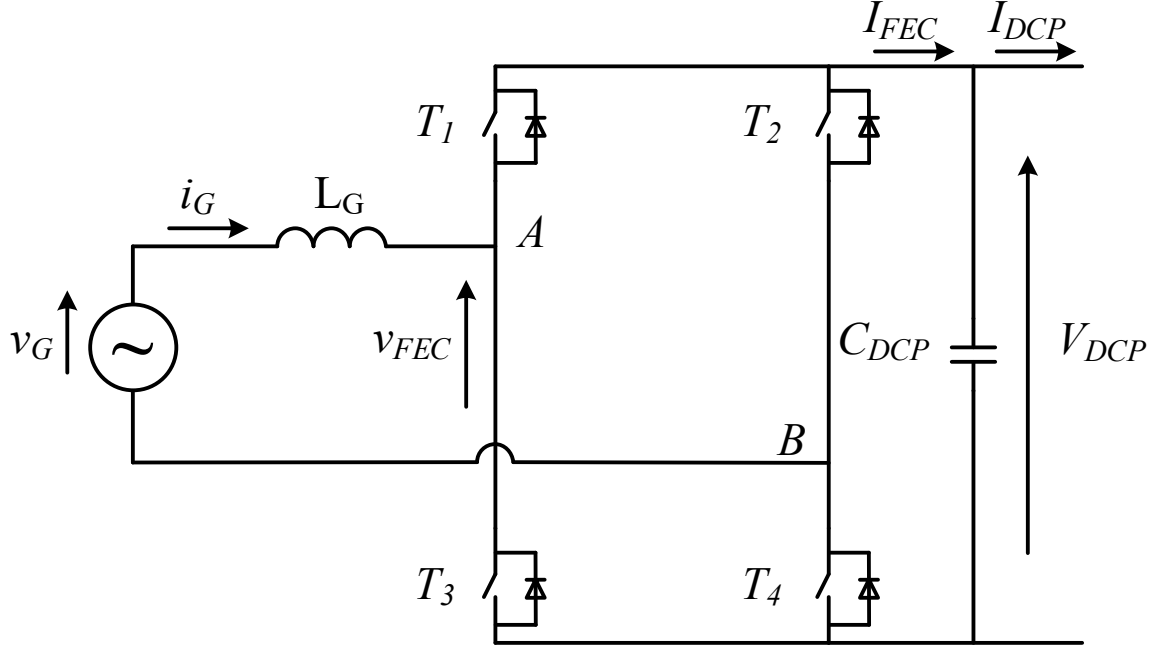 I_FEC I_DCP
T_1 T_2
i_G L_G A
v_G v_FEC C_DCP V_DCP
~
B
T_3 T_4